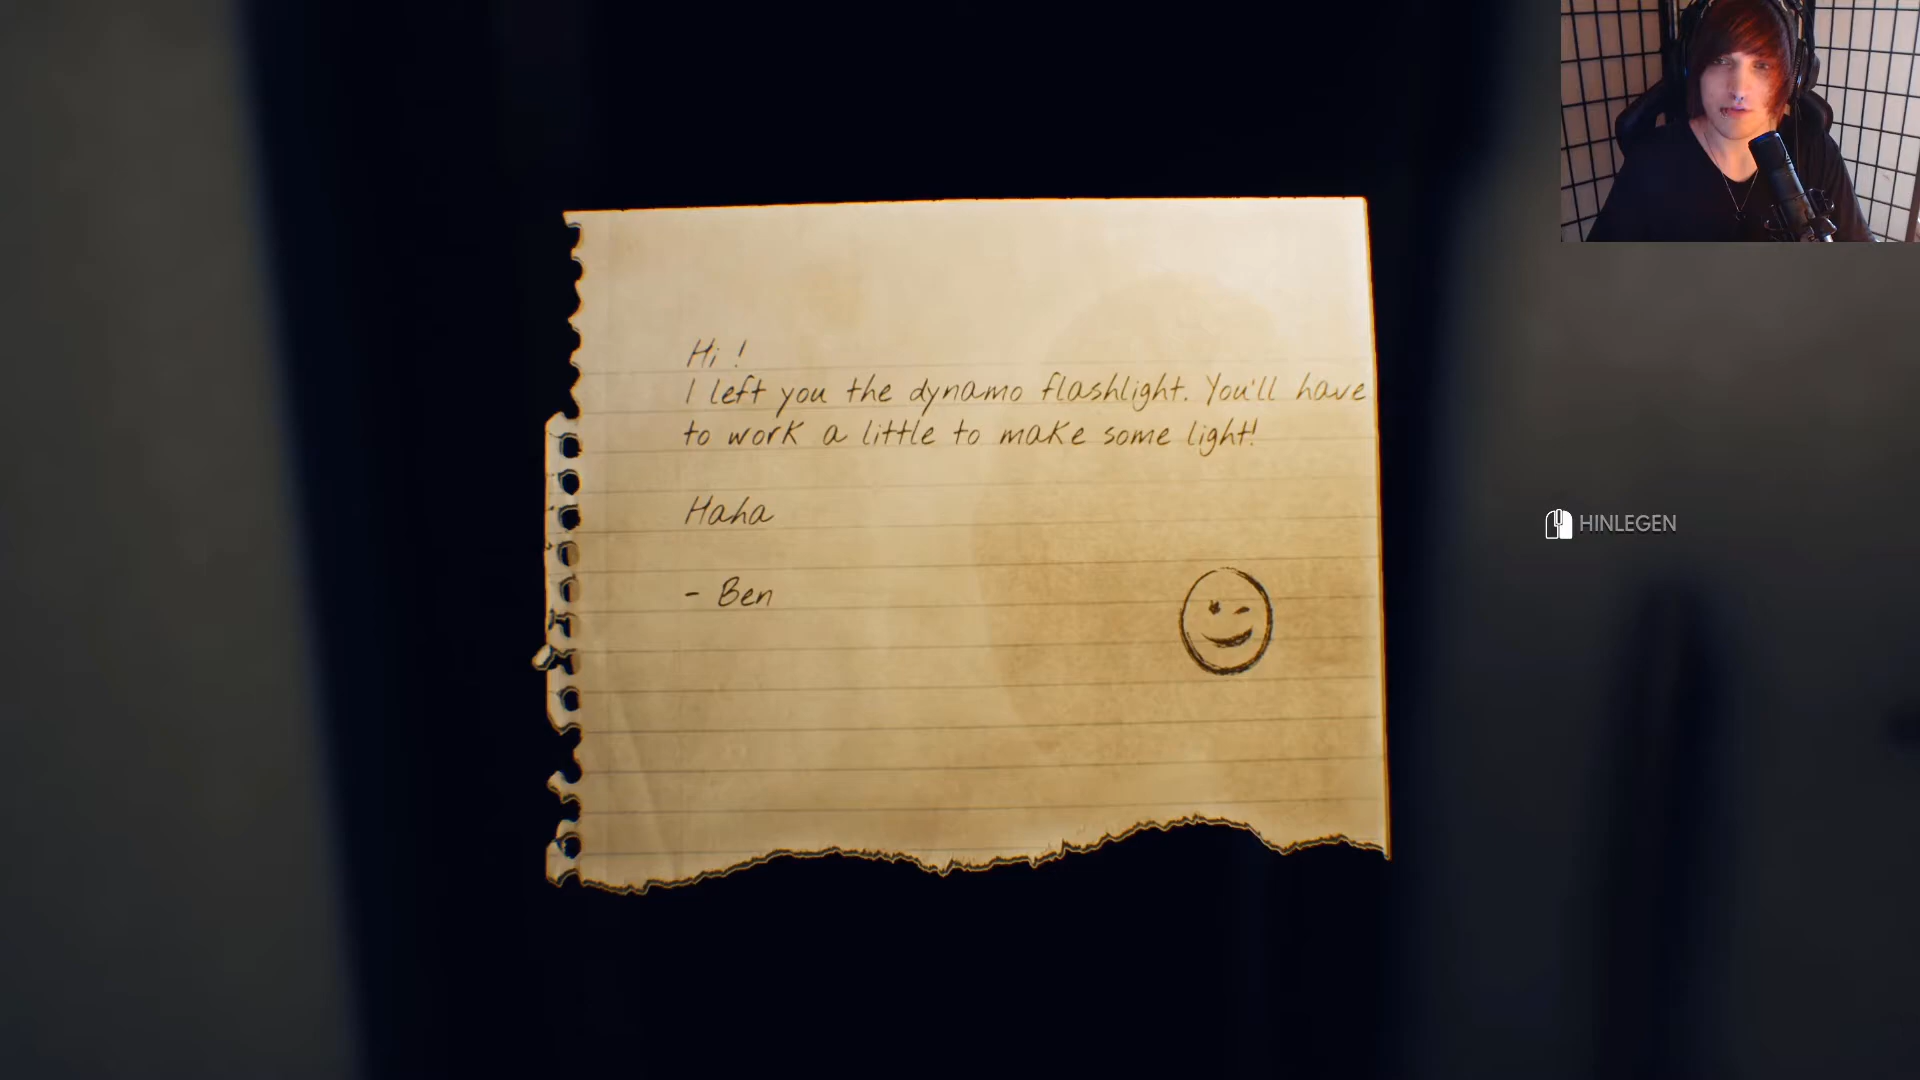 Hi !
I left you the dynamo flashlight. You'll have
to work a little to make some light!
Haha
- Ben
HINLEGEN